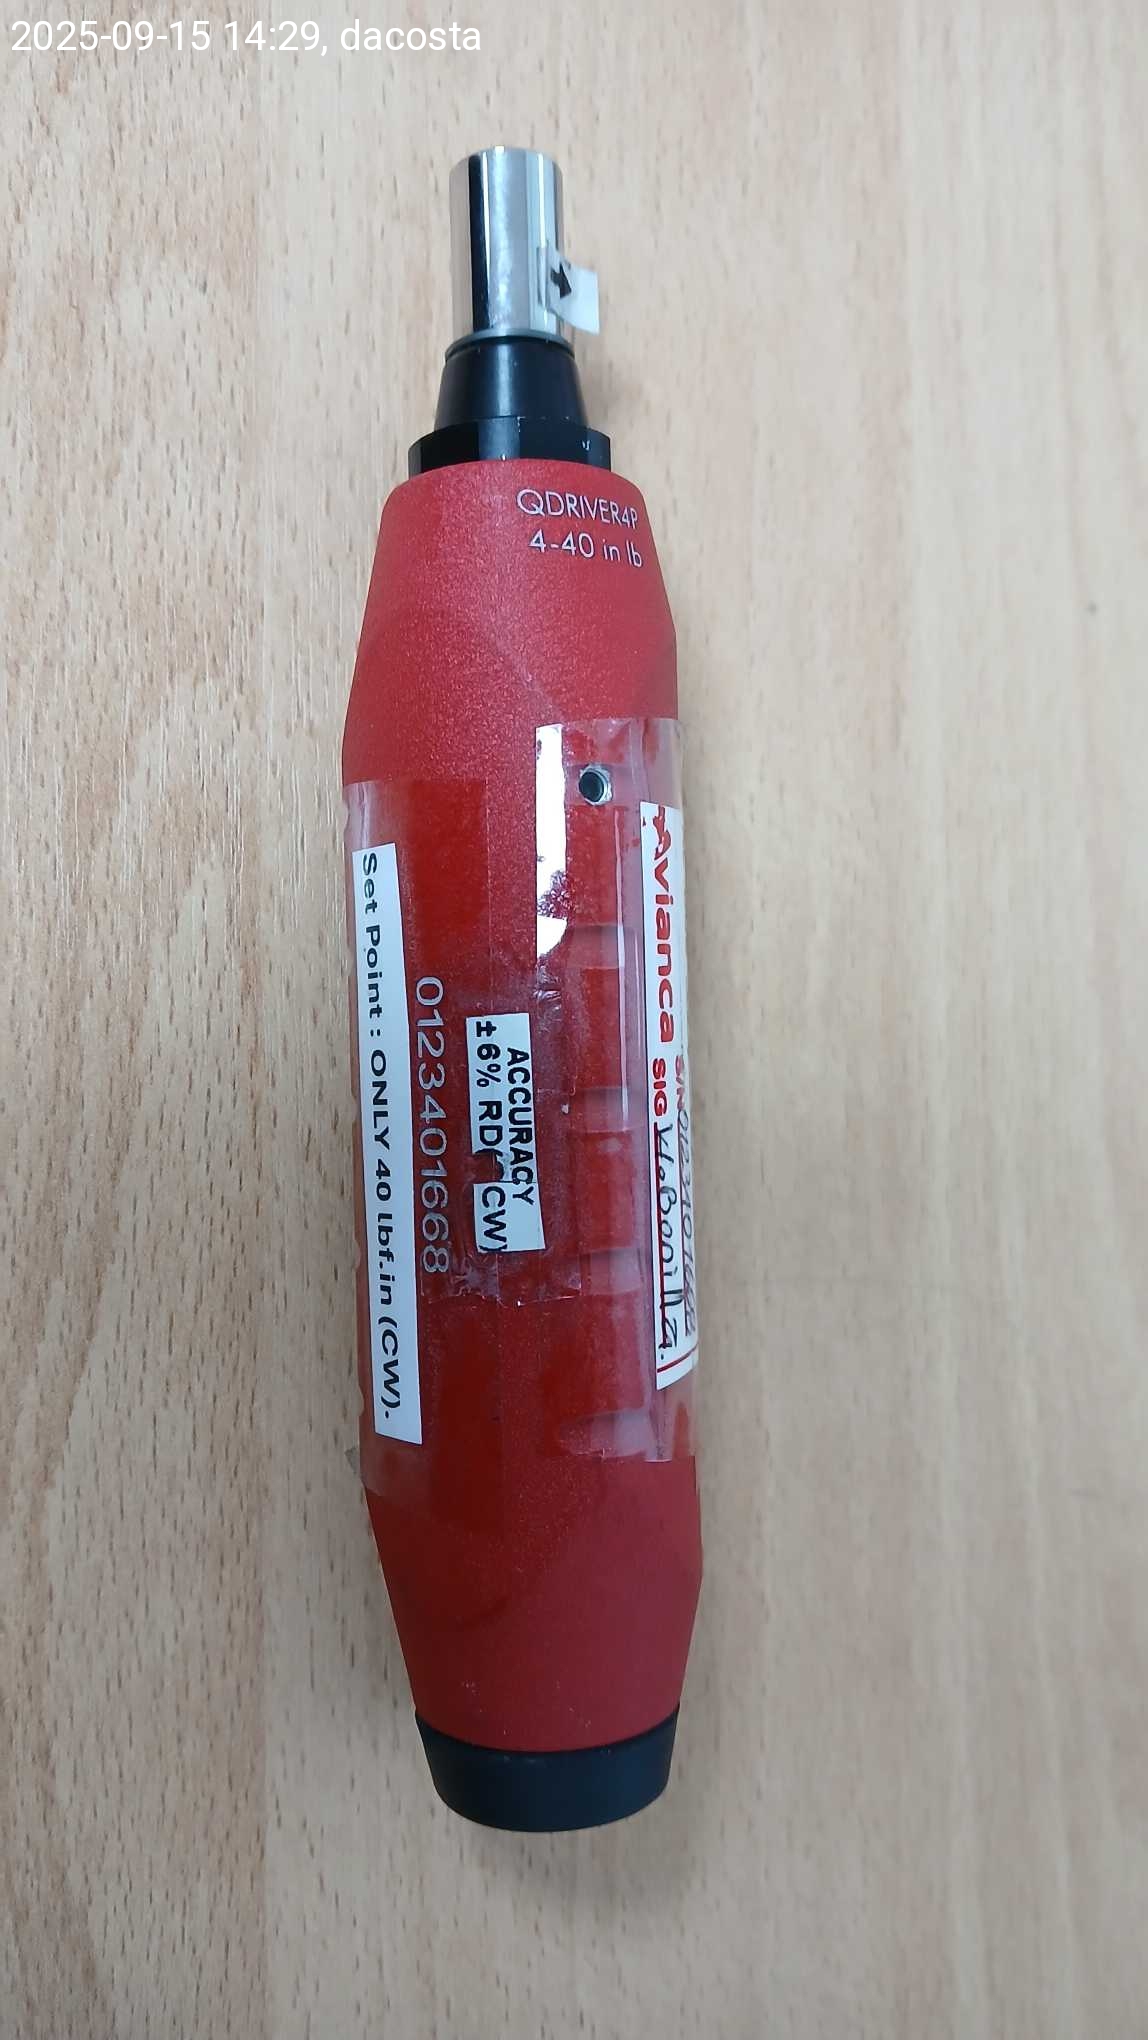 2025-09-15 14:29, dacosta
QDRIVER4P
4-40 in lb
Set Point : ONLY 40 lbf.in (CW).
0123401668
ACCURACY
±6% RD( CW)
Avianca
S/N
SIG